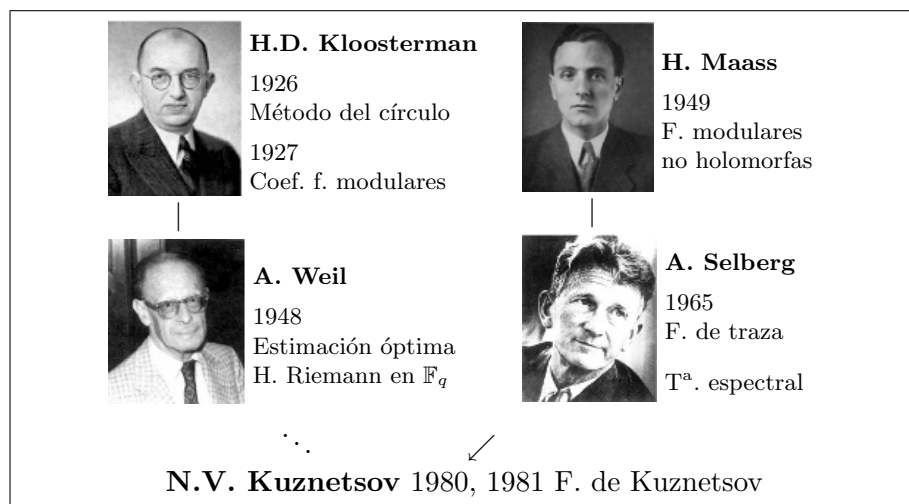 H.D. Kloosterman
1926
Método del círculo
1927
Coef. f. modulares
H. Maass
1949
F. modulares
no holomorfas
A. Weil
1948
Estimación óptima
H. Riemann en 𝔽q
A. Selberg
1965
F. de traza
Tª. espectral
N.V. Kuznetsov 1980, 1981 F. de Kuznetsov